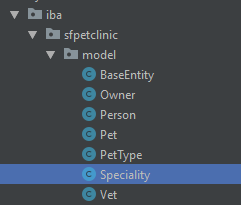 iba
sfpetclinic
model
BaseEntity
Owner
Person
Pet
PetType
Speciality
Vet